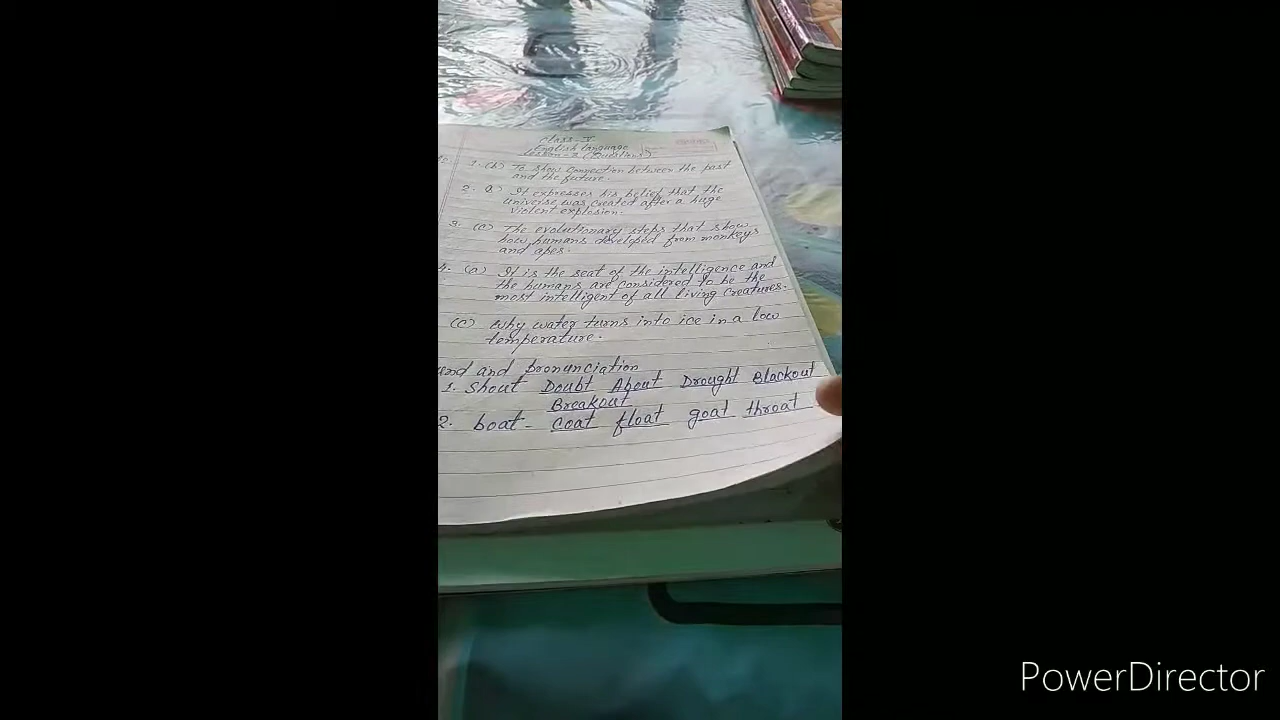 Class-V
English language
Lesson-2 (Questions)
1. (b) To show connection between the past
and the future.
2. (a) It expresses his belief that the
universe was created after a huge
violent explosion.
3. (a) The evolutionary steps that show
how humans developed from monkeys
and apes.
4. (a) It is the seat of the intelligence and
the humans are considered to be the
most intelligent of all living creatures.
(c) Why water turns into ice in a low
temperature.
and pronunciation
1. Shout Doubt About Drought Blackout
Breakout
2. boat- coat float goat throat
PowerDirector